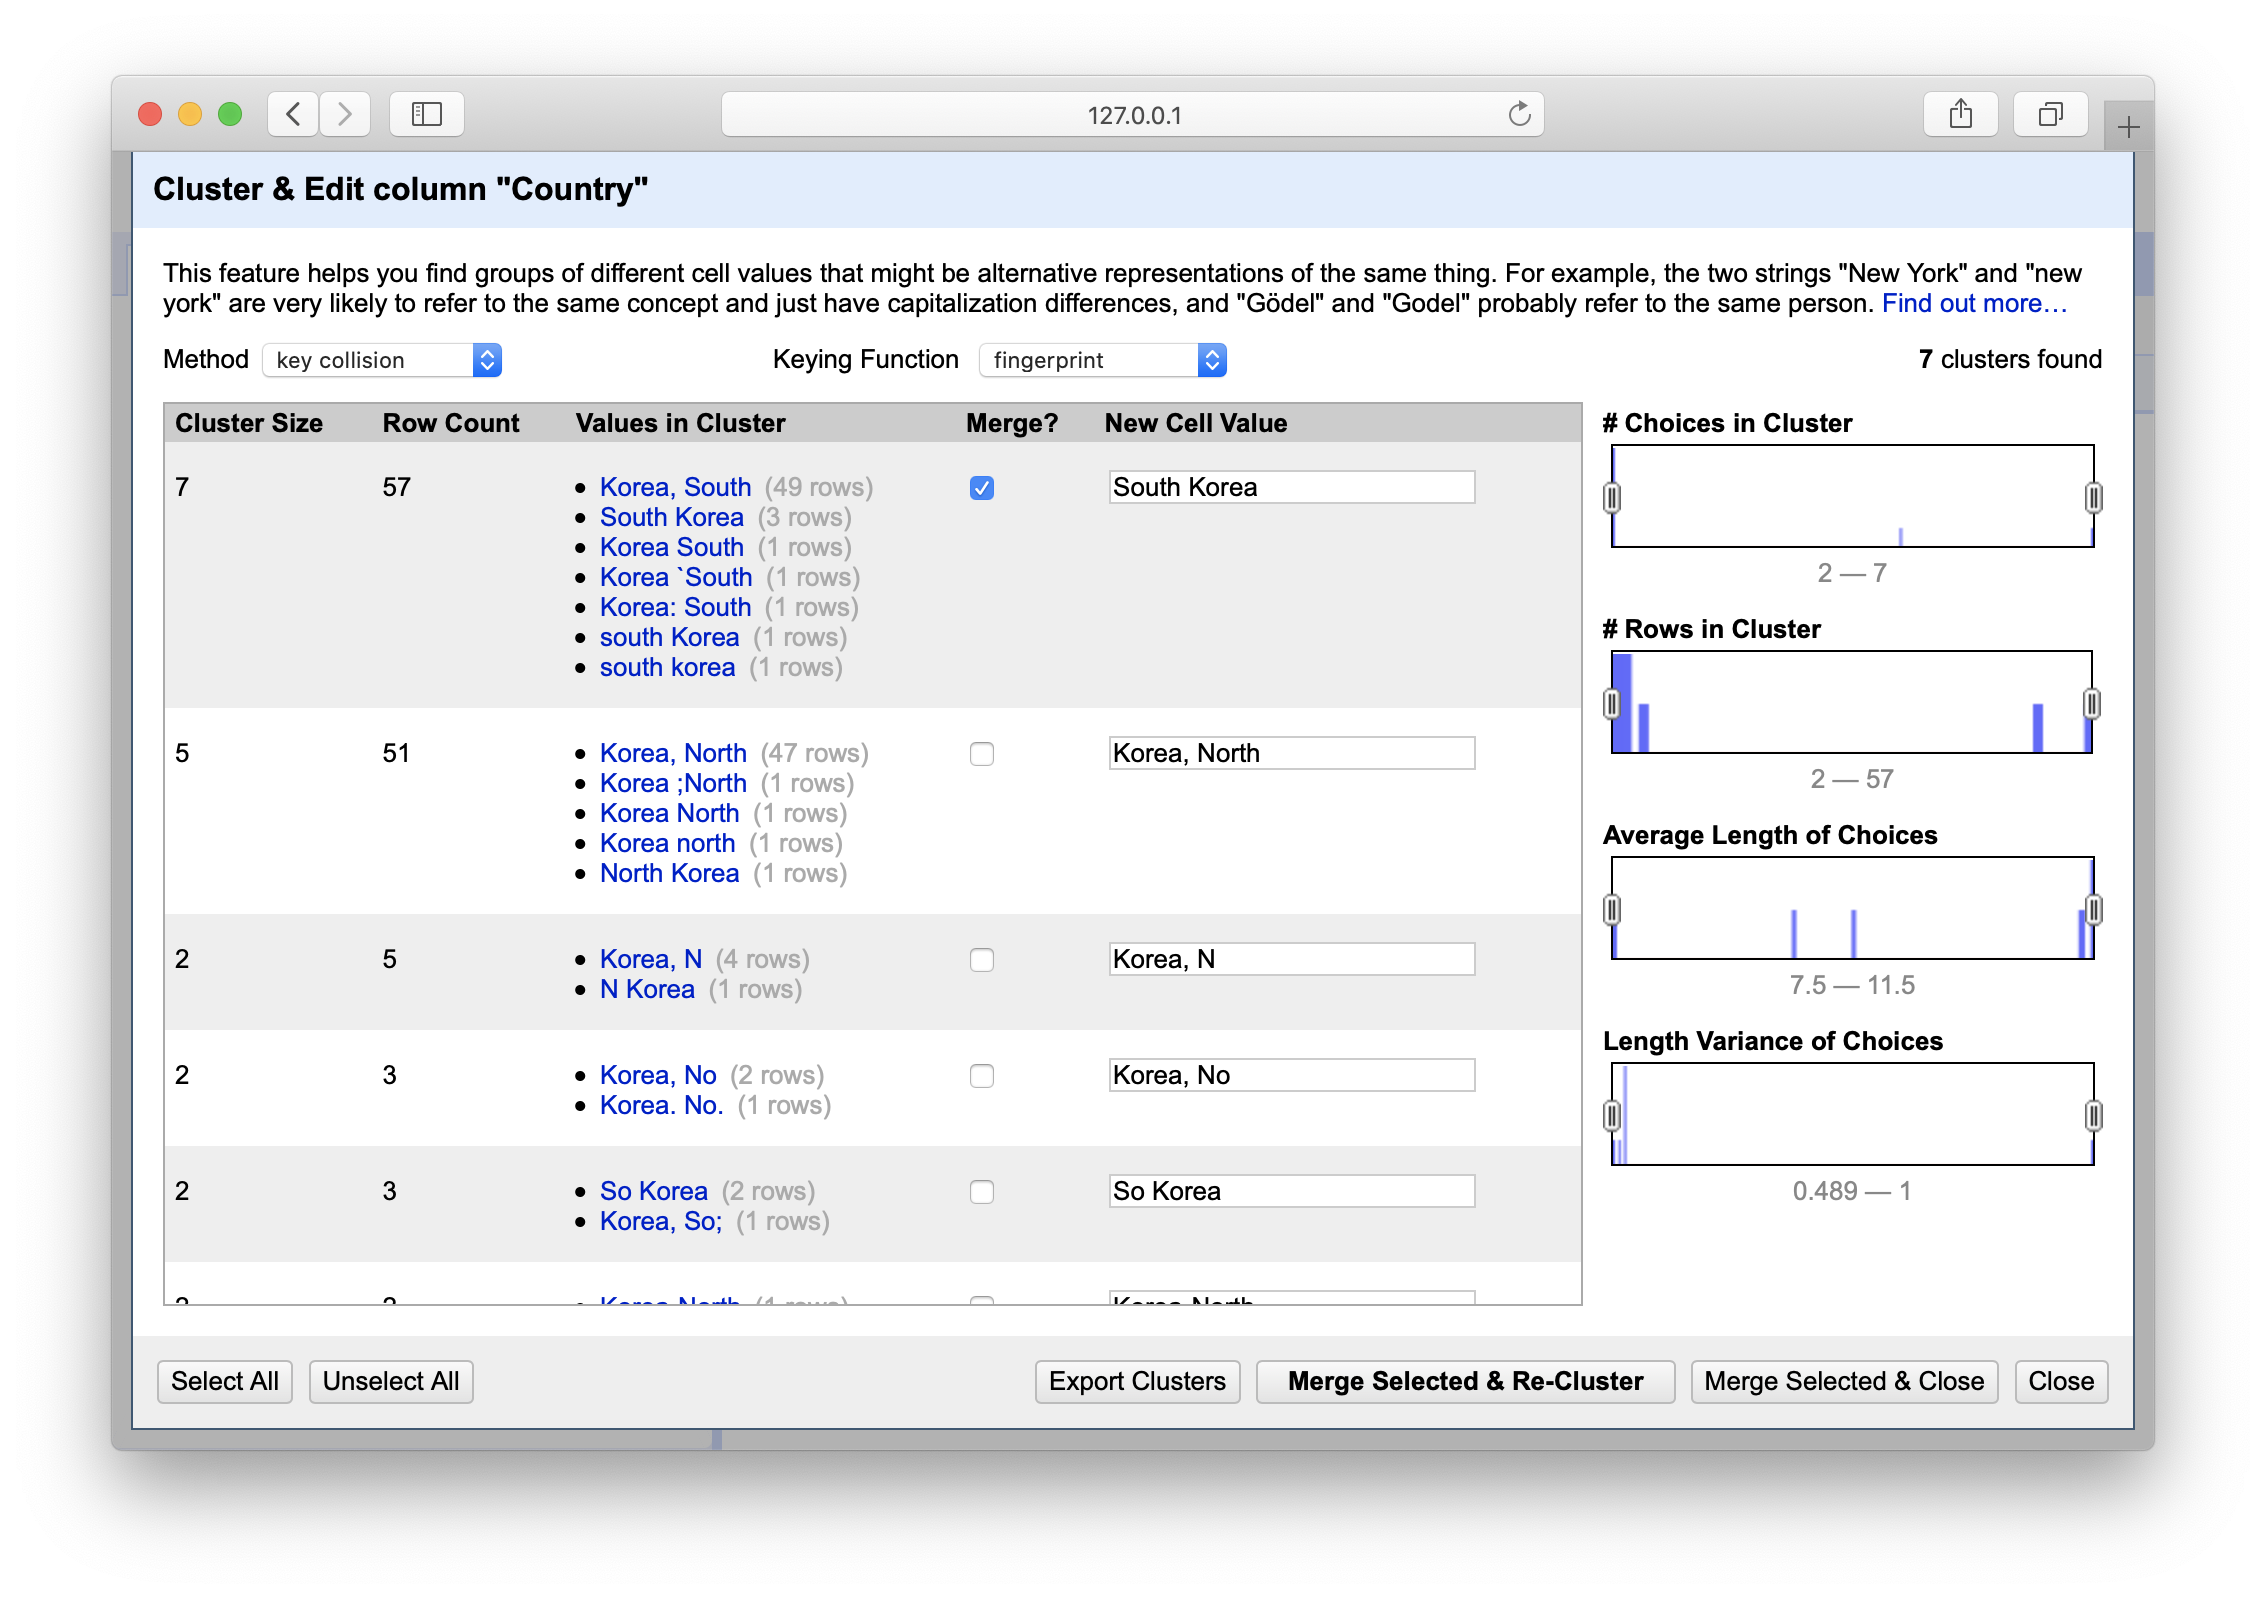 127.0.0.1
Cluster & Edit column "Country"
This feature helps you find groups of different cell values that might be alternative representations of the same thing. For example, the two strings "New York" and "new
york" are very likely to refer to the same concept and just have capitalization differences, and "Gödel" and "Godel" probably refer to the same person. Find out more…
Method key collision Keying Function fingerprint 7 clusters found
Cluster Size Row Count Values in Cluster Merge? New Cell Value
7 57 • Korea, South (49 rows) South Korea
• South Korea (3 rows)
• Korea South (1 rows)
• Korea `South (1 rows)
• Korea: South (1 rows)
• south Korea (1 rows)
• south korea (1 rows)
5 51 • Korea, North (47 rows) Korea, North
• Korea ;North (1 rows)
• Korea North (1 rows)
• Korea north (1 rows)
• North Korea (1 rows)
2 5 • Korea, N (4 rows) Korea, N
• N Korea (1 rows)
2 3 • Korea, No (2 rows) Korea, No
• Korea. No. (1 rows)
2 3 • So Korea (2 rows) So Korea
• Korea, So; (1 rows)
# Choices in Cluster
2 — 7
# Rows in Cluster
2 — 57
Average Length of Choices
7.5 — 11.5
Length Variance of Choices
0.489 — 1
Select All Unselect All Export Clusters Merge Selected & Re-Cluster Merge Selected & Close Close